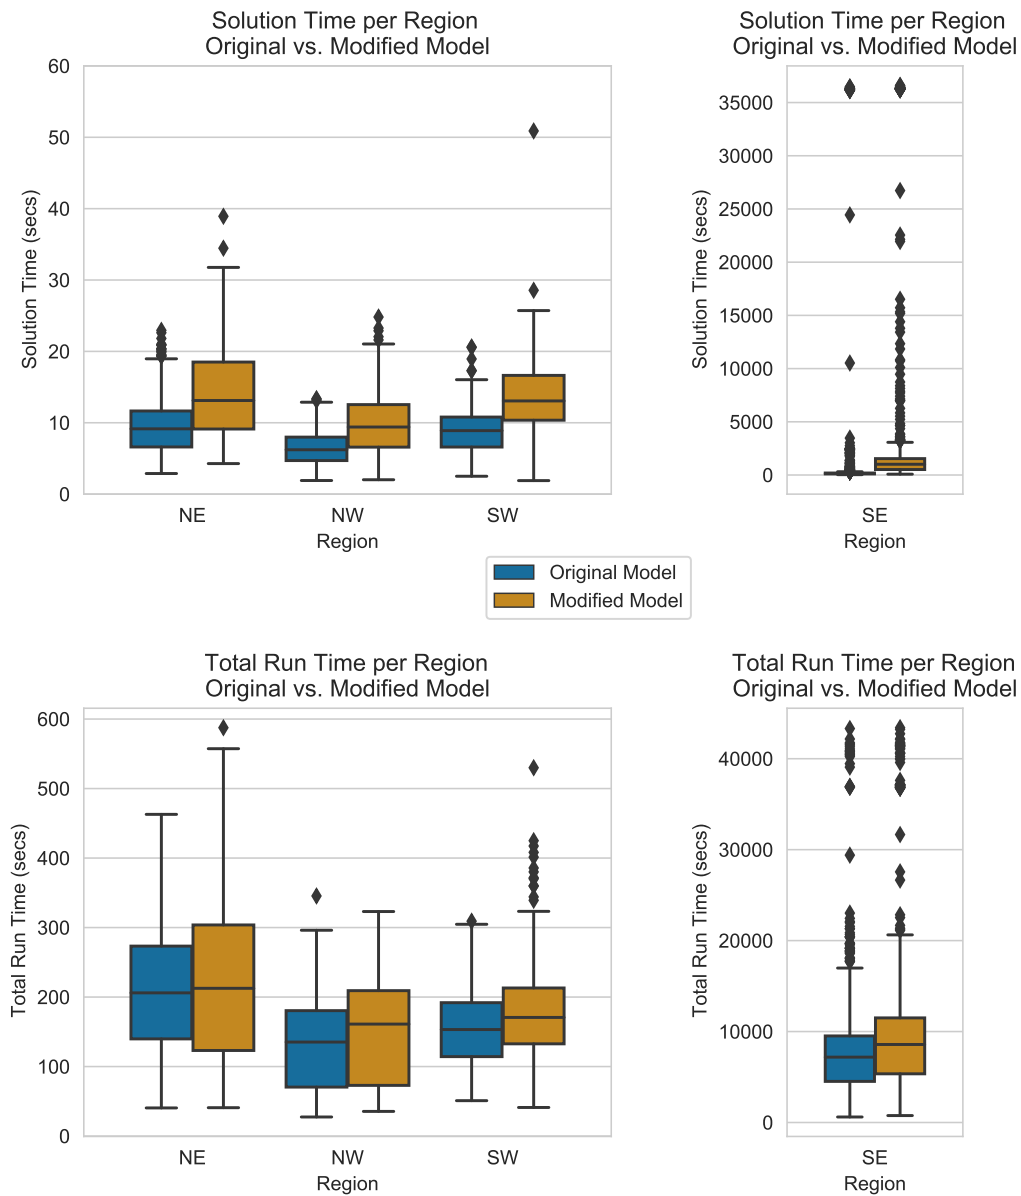 Solution Time per Region
Original vs. Modified Model
60
50
40
30
20
10
0
Solution Time (secs)
NE
NW
SW
Region
Solution Time per Region
Original vs. Modified Model
35000
30000
25000
20000
15000
10000
5000
0
Solution Time (secs)
SE
Region
Original Model
Modified Model
Total Run Time per Region
Original vs. Modified Model
600
500
400
300
200
100
0
Total Run Time (secs)
NE
NW
SW
Region
Total Run Time per Region
Original vs. Modified Model
40000
30000
20000
10000
0
Total Run Time (secs)
SE
Region